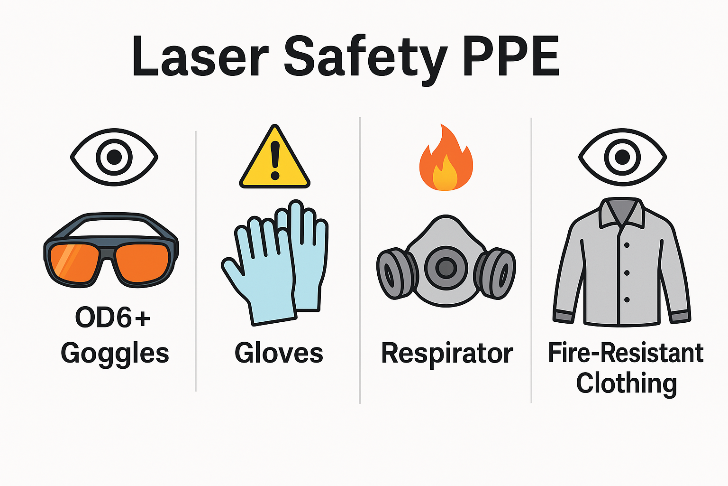 Laser Safety PPE
OD6+
Goggles
Gloves
Respirator
Fire-Resistant
Clothing